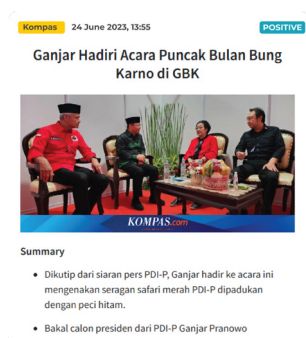 Kompas 24 June 2023, 13:55 POSITIVE
Ganjar Hadiri Acara Puncak Bulan Bung
Karno di GBK
KOMPAS.com
Summary
• Dikutip dari siaran pers PDI-P, Ganjar hadir ke acara ini
mengenakan seragan safari merah PDI-P dipadukan
dengan peci hitam.
• Bakal calon presiden dari PDI-P Ganjar Pranowo